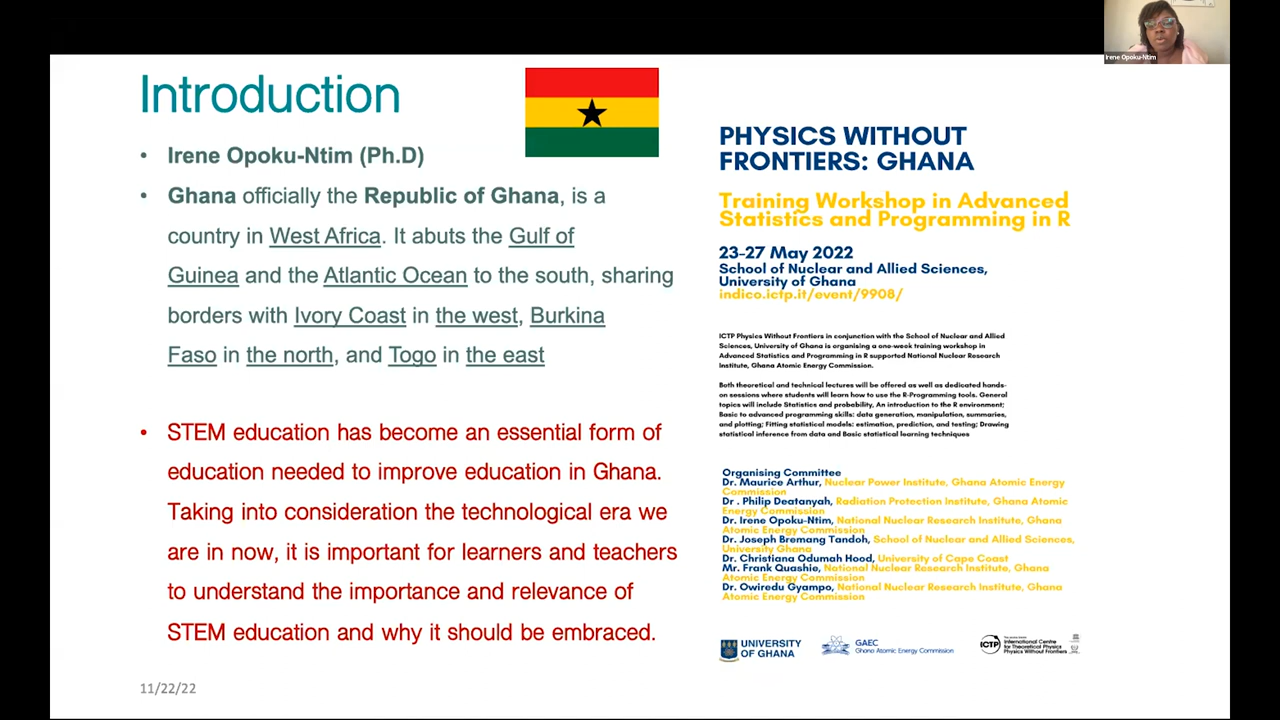 Irene Opoku-Ntim
Introduction
• Irene Opoku-Ntim (Ph.D)
• Ghana officially the Republic of Ghana, is a
country in West Africa. It abuts the Gulf of
Guinea and the Atlantic Ocean to the south, sharing
borders with Ivory Coast in the west, Burkina
Faso in the north, and Togo in the east
• STEM education has become an essential form of
education needed to improve education in Ghana.
Taking into consideration the technological era we
are in now, it is important for learners and teachers
to understand the importance and relevance of
STEM education and why it should be embraced.
11/22/22
PHYSICS WITHOUT
FRONTIERS: GHANA
Training Workshop in Advanced
Statistics and Programming in R
23-27 May 2022
School of Nuclear and Allied Sciences,
University of Ghana
indico.ictp.it/event/9908/
ICTP Physics Without Frontiers in conjunction with the School of Nuclear and Allied
Sciences, University of Ghana is organising a one-week training workshop in
Advanced Statistics and Programming in R supported National Nuclear Research
Institute, Ghana Atomic Energy Commission.
Both theoretical and technical lectures will be offered as well as dedicated hands-
on sessions where students will learn how to use the R-Programming tools. General
topics will include Statistics and probability, An introduction to the R environment;
Basic to advanced programming skills: data generation, manipulation, summaries,
and plotting; Fitting statistical models: estimation, prediction, and testing; Drawing
statistical inference from data and Basic statistical learning techniques
Organising Committee
Dr. Maurice Arthur, Nuclear Power Institute, Ghana Atomic Energy
Commission
Dr . Philip Deatanyah, Radiation Protection Institute, Ghana Atomic
Energy Commission
Dr. Irene Opoku-Ntim, National Nuclear Research Institute, Ghana
Atomic Energy Commission
Dr. Joseph Bremang Tandoh, School of Nuclear and Allied Sciences,
University Ghana
Dr. Christiana Odumah Hood, University of Cape Coast
Mr. Frank Quashie, National Nuclear Research Institute, Ghana
Atomic Energy Commission
Dr. Owiredu Gyampo, National Nuclear Research Institute, Ghana
Atomic Energy Commission
UNIVERSITY
OF GHANA
GAEC
Ghana Atomic Energy Commission
ICTP
International Centre
for Theoretical Physics
Physics Without Frontiers